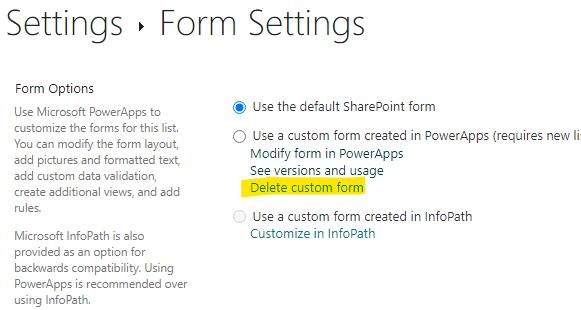 Settings ▸ Form Settings
Form Options
Use Microsoft PowerApps to
customize the forms for this list.
You can modify the form layout,
add pictures and formatted text,
add custom data validation,
create additional views, and add
rules.
Microsoft InfoPath is also
provided as an option for
backwards compatibility. Using
PowerApps is recommended over
using InfoPath.
Use the default SharePoint form
Use a custom form created in PowerApps (requires new
Modify form in PowerApps
See versions and usage
Delete custom form
Use a custom form created in InfoPath
Customize in InfoPath